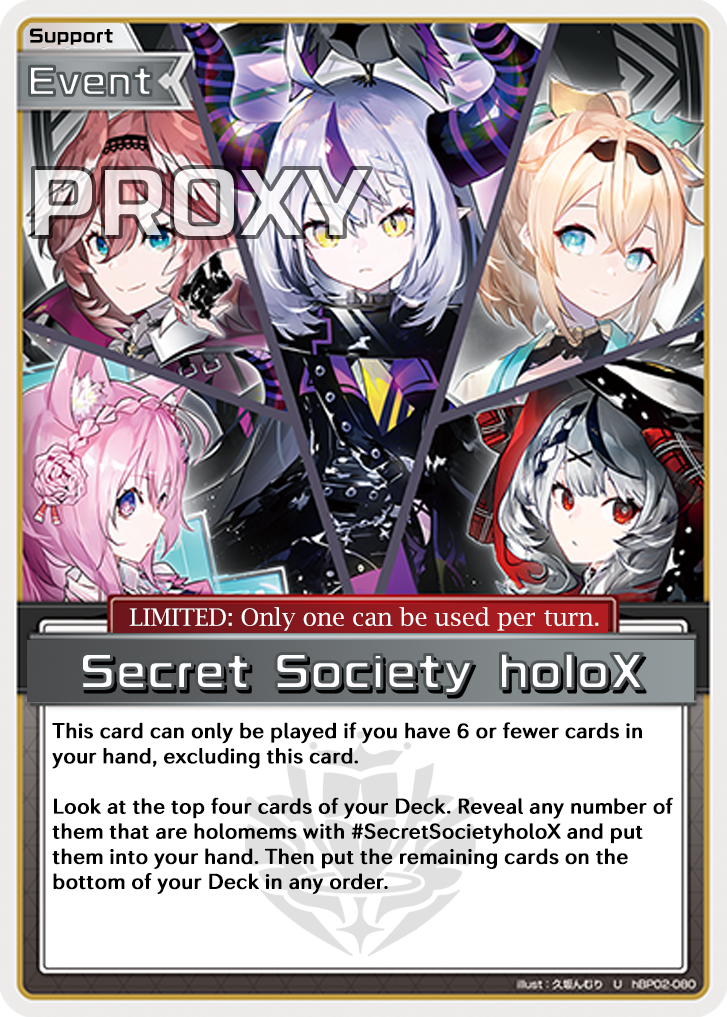 Support
Event
PROXY
LIMITED: Only one can be used per turn.
Secret Society holoX
This card can only be played if you have 6 or fewer cards in
your hand, excluding this card.
Look at the top four cards of your Deck. Reveal any number of
them that are holomems with #SecretSocietyholoX and put
them into your hand. Then put the remaining cards on the
bottom of your Deck in any order.
illust : 久坂んむり U hBP02-080